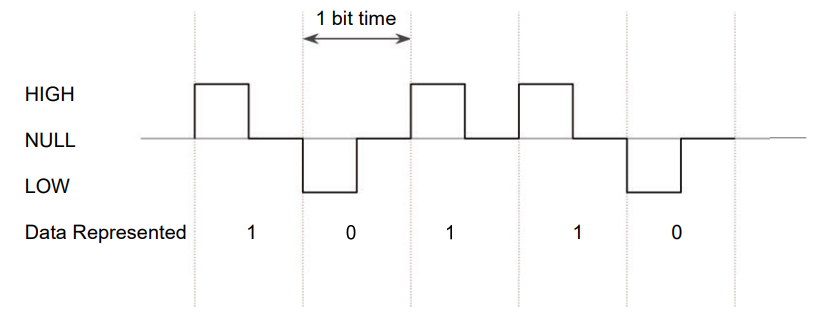 1 bit time
HIGH
NULL
LOW
Data Represented 1 0 1 1 0